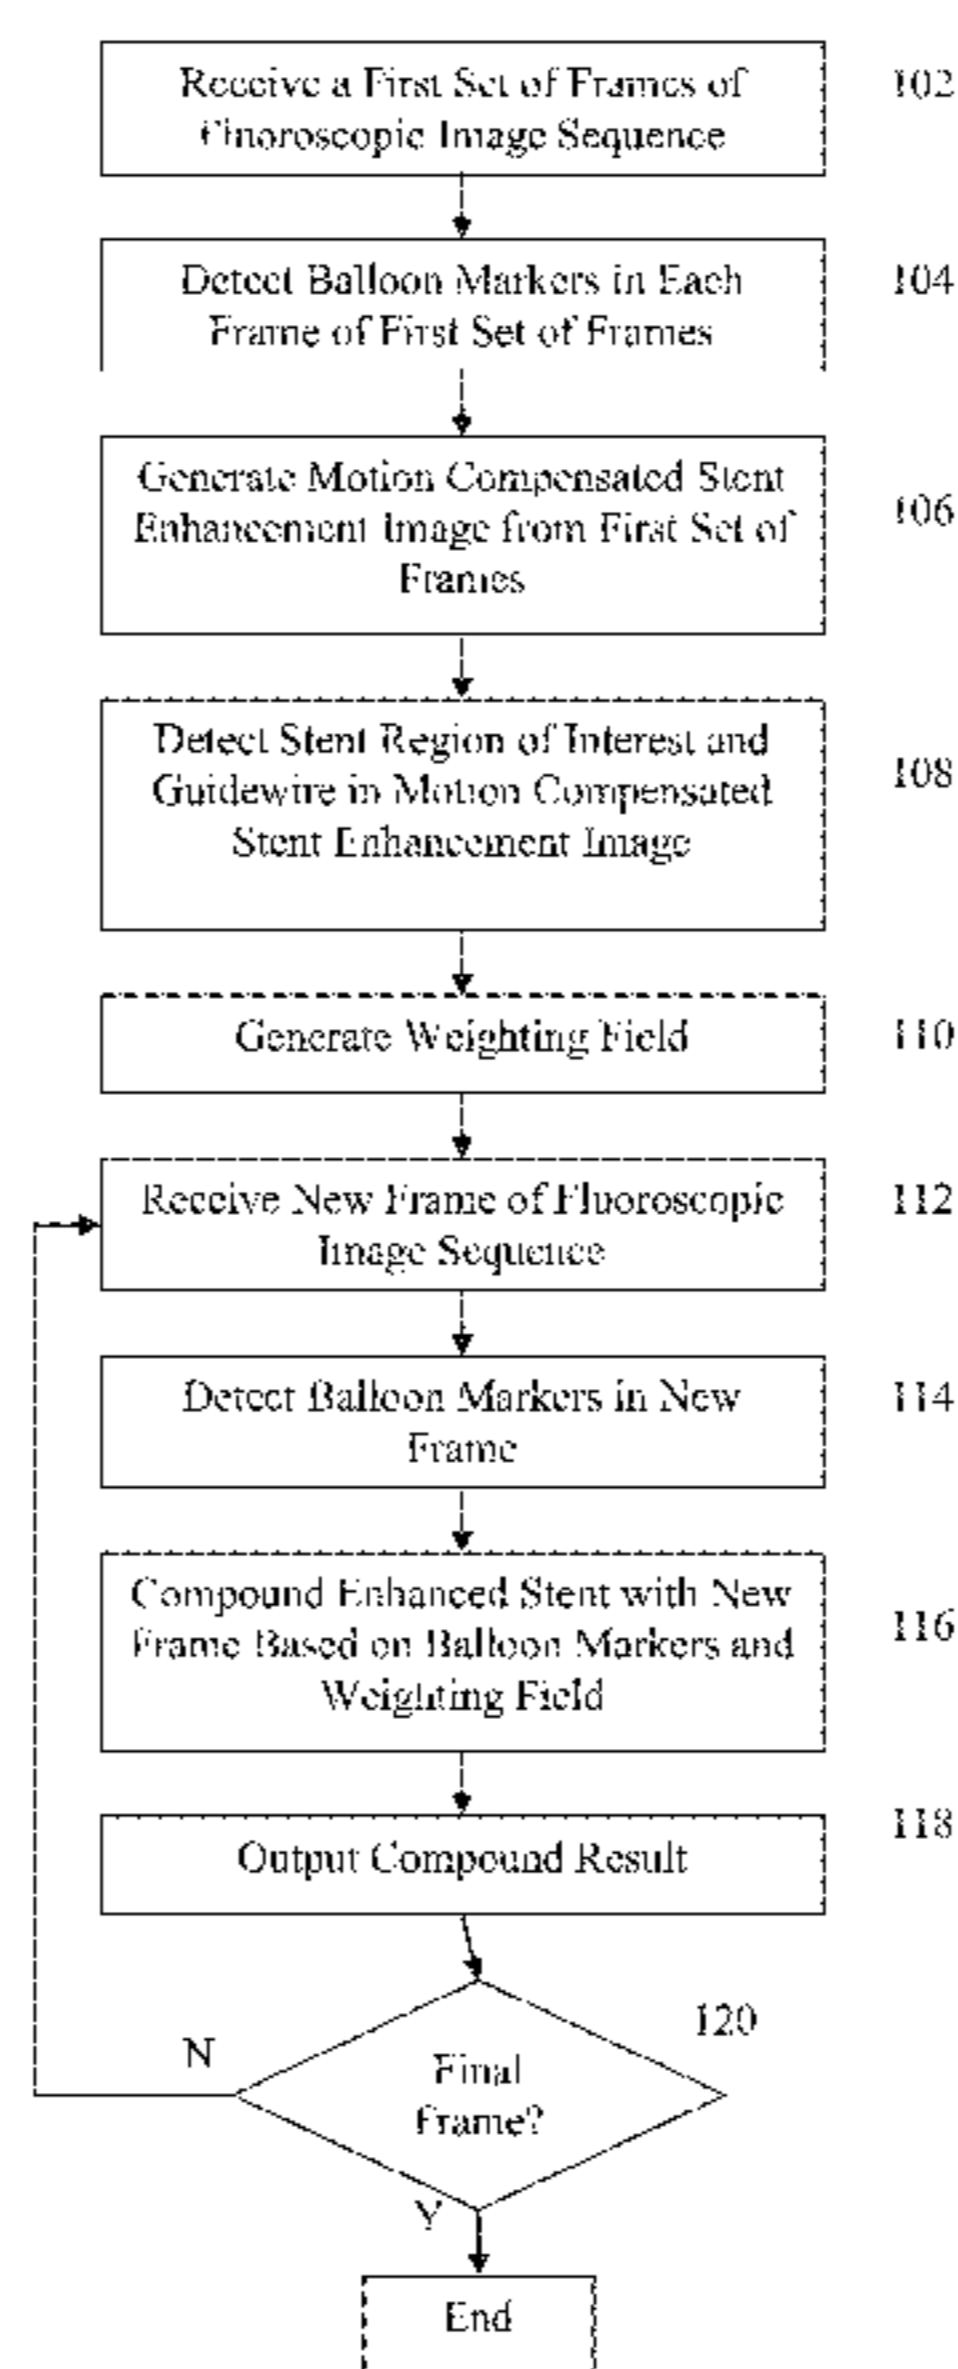 Receive a First Set of Frames of
Fluoroscopic Image Sequence
102
Detect Balloon Markers in Each
Frame of First Set of Frames
104
Generate Motion Compensated Stent
Enhancement Image from First Set of
Frames
106
Detect Stent Region of Interest and
Guidewire in Motion Compensated
Stent Enhancement Image
108
Generate Weighting Field
110
Receive New Frame of Fluoroscopic
Image Sequence
112
Detect Balloon Markers in New
Frame
114
Compound Enhanced Stent with New
Frame Based on Balloon Markers and
Weighting Field
116
Output Compound Result
118
120
N
Final
Frame?
Y
End